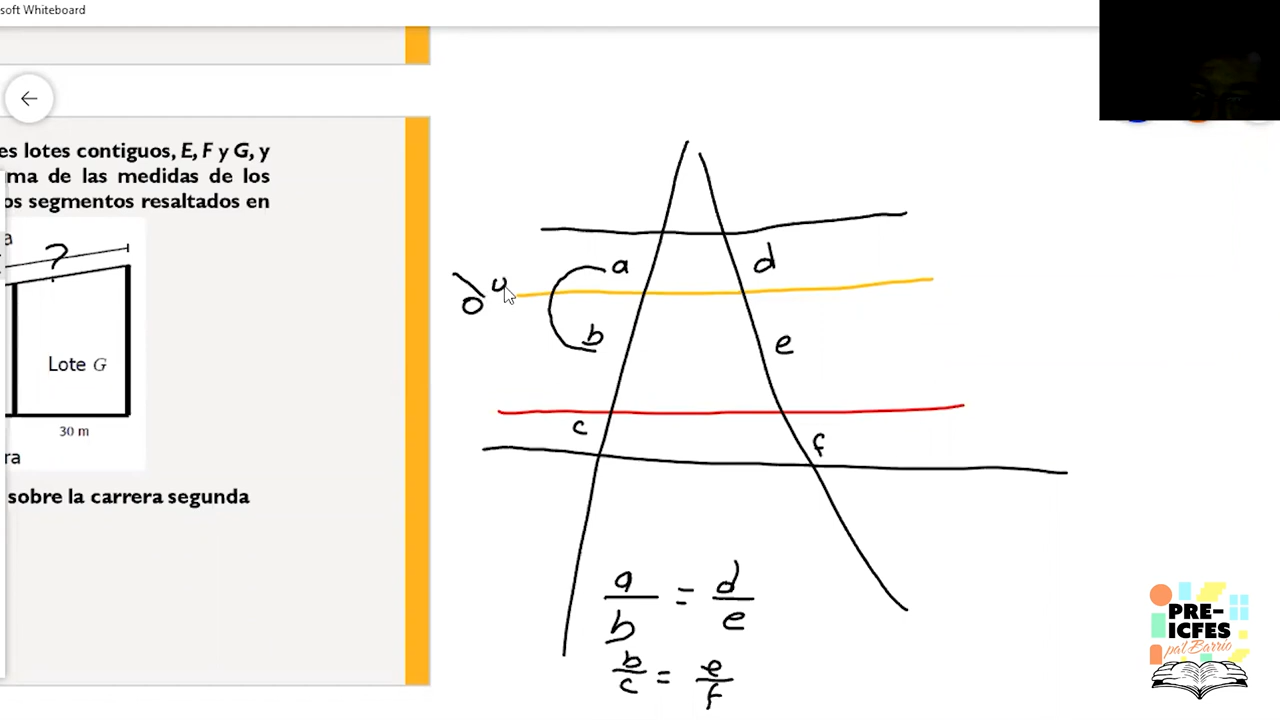 soft Whiteboard
es lotes contiguos, E, F y G, y
ma de las medidas de los
os segmentos resaltados en
a
?
Lote G
30 m
ra
sobre la carrera segunda
a
d
b
e
c
f
a/b = d/e
b/c = e/f
PRE-
ICFES
pal Barrio